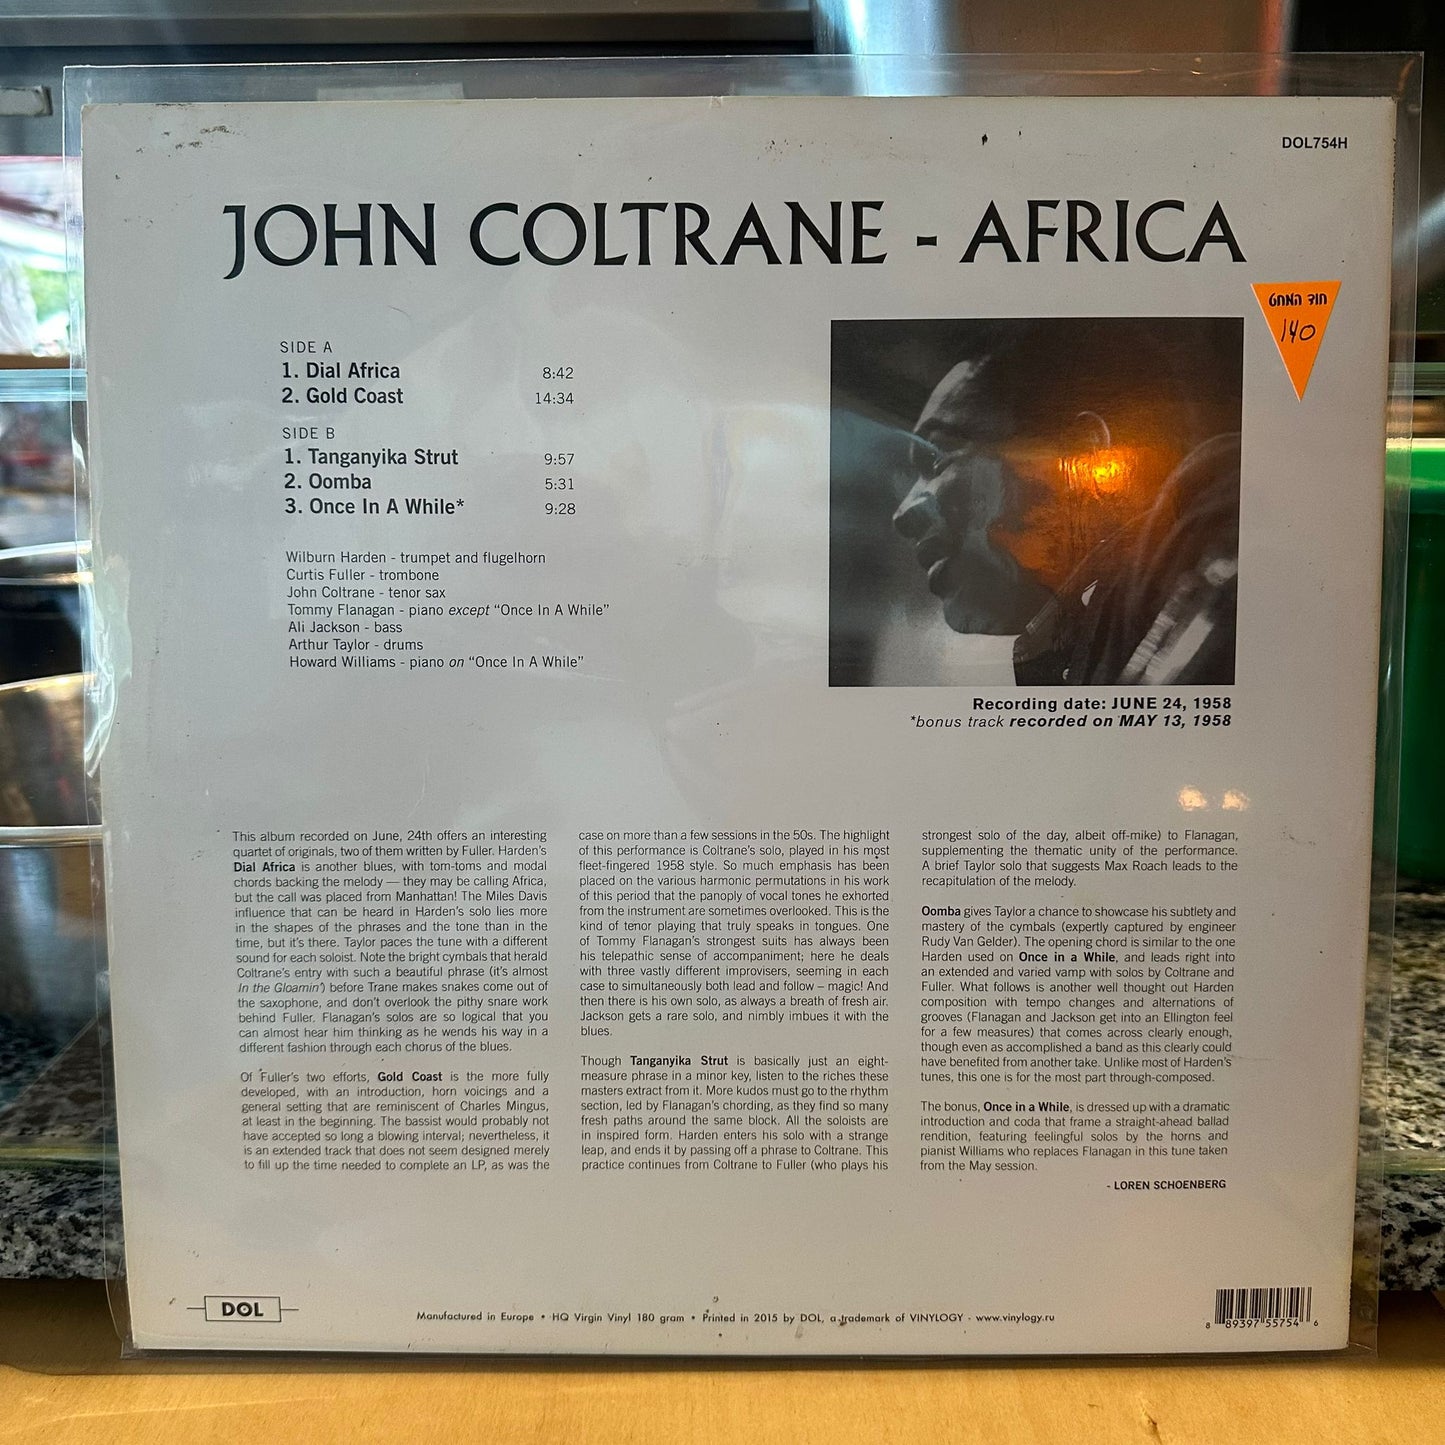 DOL754H
JOHN COLTRANE - AFRICA
חוד המחט
140
SIDE A
1. Dial Africa 8:42
2. Gold Coast 14:34
SIDE B
1. Tanganyika Strut 9:57
2. Oomba 5:31
3. Once In A While* 9:28
Wilburn Harden - trumpet and flugelhorn
Curtis Fuller - trombone
John Coltrane - tenor sax
Tommy Flanagan - piano except “Once In A While”
Ali Jackson - bass
Arthur Taylor - drums
Howard Williams - piano on “Once In A While”
Recording date: JUNE 24, 1958
*bonus track recorded on MAY 13, 1958
This album recorded on June, 24th offers an interesting
quartet of originals, two of them written by Fuller. Harden's
Dial Africa is another blues, with tom-toms and modal
chords backing the melody — they may be calling Africa,
but the call was placed from Manhattan! The Miles Davis
influence that can be heard in Harden's solo lies more
in the shapes of the phrases and the tone than in the
time, but it's there. Taylor paces the tune with a different
sound for each soloist. Note the bright cymbals that herald
Coltrane's entry with such a beautiful phrase (it's almost
In the Gloamin') before Trane makes snakes come out of
the saxophone, and don't overlook the pithy snare work
behind Fuller. Flanagan's solos are so logical that you
can almost hear him thinking as he wends his way in a
different fashion through each chorus of the blues.
Of Fuller's two efforts, Gold Coast is the more fully
developed, with an introduction, horn voicings and a
general setting that are reminiscent of Charles Mingus,
at least in the beginning. The bassist would probably not
have accepted so long a blowing interval; nevertheless, it
is an extended track that does not seem designed merely
to fill up the time needed to complete an LP, as was the
case on more than a few sessions in the 50s. The highlight
of this performance is Coltrane's solo, played in his most
fleet-fingered 1958 style. So much emphasis has been
placed on the various harmonic permutations in his work
of this period that the panoply of vocal tones he exhorted
from the instrument are sometimes overlooked. This is the
kind of tenor playing that truly speaks in tongues. One
of Tommy Flanagan's strongest suits has always been
his telepathic sense of accompaniment; here he deals
with three vastly different improvisers, seeming in each
case to simultaneously both lead and follow – magic! And
then there is his own solo, as always a breath of fresh air.
Jackson gets a rare solo, and nimbly imbues it with the
blues.
Though Tanganyika Strut is basically just an eight-
measure phrase in a minor key, listen to the riches these
masters extract from it. More kudos must go to the rhythm
section, led by Flanagan's chording, as they find so many
fresh paths around the same block. All the soloists are
in inspired form. Harden enters his solo with a strange
leap, and ends it by passing off a phrase to Coltrane. This
practice continues from Coltrane to Fuller (who plays his
strongest solo of the day, albeit off-mike) to Flanagan,
supplementing the thematic unity of the performance.
A brief Taylor solo that suggests Max Roach leads to the
recapitulation of the melody.
Oomba gives Taylor a chance to showcase his subtlety and
mastery of the cymbals (expertly captured by engineer
Rudy Van Gelder). The opening chord is similar to the one
Harden used on Once in a While, and leads right into
an extended and varied vamp with solos by Coltrane and
Fuller. What follows is another well thought out Harden
composition with tempo changes and alternations of
grooves (Flanagan and Jackson get into an Ellington feel
for a few measures) that comes across clearly enough,
though even as accomplished a band as this clearly could
have benefited from another take. Unlike most of Harden's
tunes, this one is for the most part through-composed.
The bonus, Once in a While, is dressed up with a dramatic
introduction and coda that frame a straight-ahead ballad
rendition, featuring feelingful solos by the horns and
pianist Williams who replaces Flanagan in this tune taken
from the May session.
- LOREN SCHOENBERG
DOL
Manufactured in Europe • HQ Virgin Vinyl 180 gram • Printed in 2015 by DOL, a trademark of VINYLOGY - www.vinylogy.ru
8 89397 55754 6